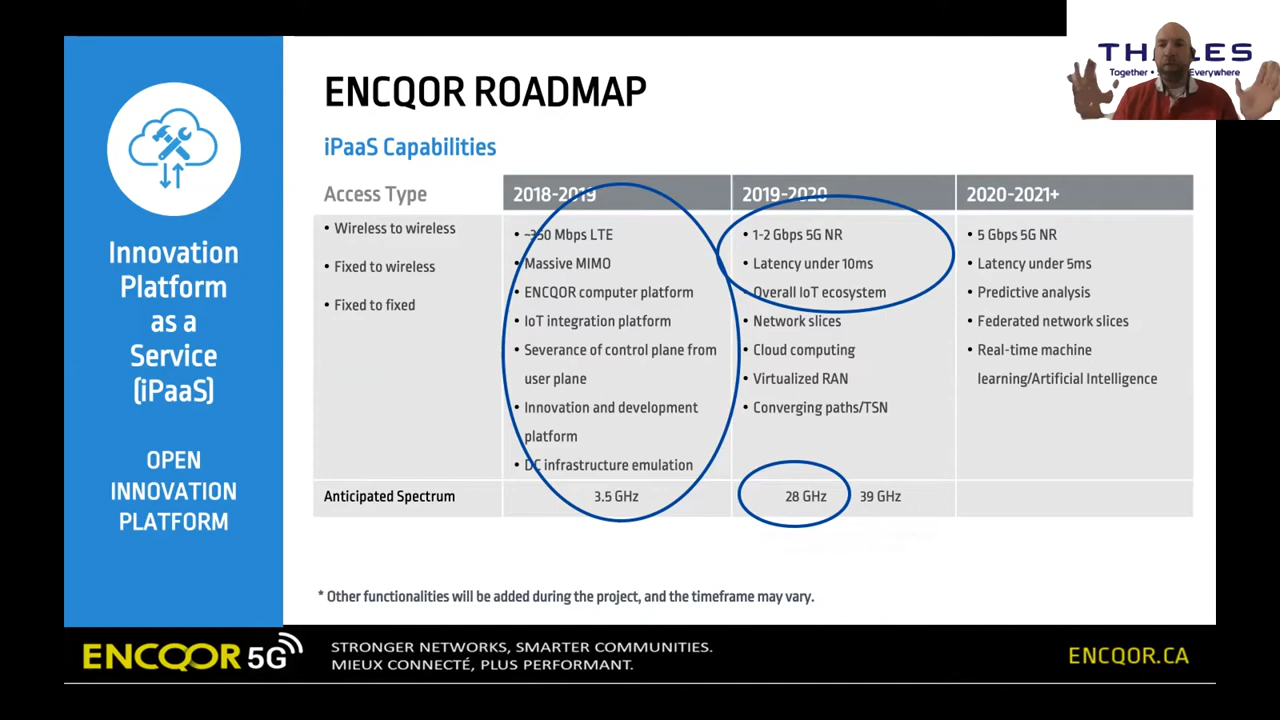 THALES
Together • Everywhere
ENCQOR ROADMAP
iPaaS Capabilities
Innovation
Platform
as a
Service
(iPaaS)
OPEN
INNOVATION
PLATFORM
Access Type
• Wireless to wireless
• Fixed to wireless
• Fixed to fixed
2018-2019
• ~350 Mbps LTE
• Massive MIMO
• ENCQOR computer platform
• IoT integration platform
• Severance of control plane from
user plane
• Innovation and development
platform
• DC infrastructure emulation
2019-2020
• 1-2 Gbps 5G NR
• Latency under 10ms
• Overall IoT ecosystem
• Network slices
• Cloud computing
• Virtualized RAN
• Converging paths/TSN
2020-2021+
• 5 Gbps 5G NR
• Latency under 5ms
• Predictive analysis
• Federated network slices
• Real-time machine
learning/Artificial Intelligence
Anticipated Spectrum 3.5 GHz 28 GHz 39 GHz
* Other functionalities will be added during the project, and the timeframe may vary.
ENCQOR 5G
STRONGER NETWORKS, SMARTER COMMUNITIES.
MIEUX CONNECTÉ, PLUS PERFORMANT.
ENCQOR.CA